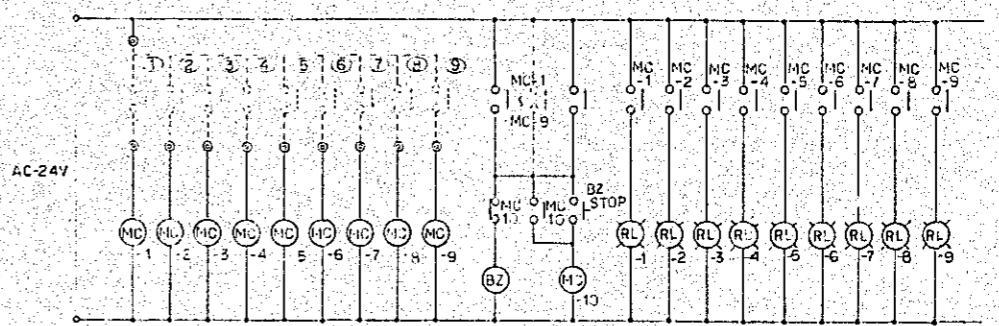 ① 2 3 4 5 ⑥ 7 ⑧ ⑨
MC-1
MC-9
MC -1 MC -2 MC -3 MC -4 MC -5 MC -6 MC -7 MC -8 MC -9
AC-24V
MC 10 MC 10 BZ STOP
MC MC MC MC MC MC MC MC MC
-1 -2 -3 -4 5 -6 -7 -8 -9
RL RL RL RL RL RL RL RL RL
-1 -2 -3 -4 -5 -6 -7 -8 -9
BZ MC -10